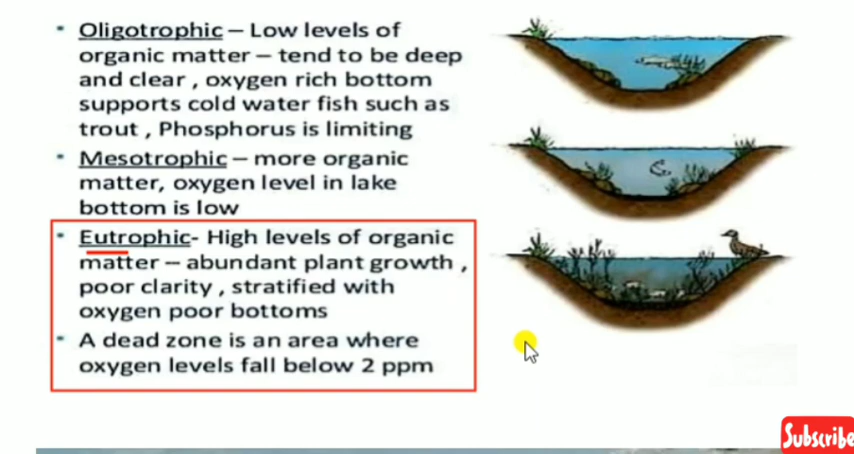 • Oligotrophic – Low levels of
organic matter – tend to be deep
and clear , oxygen rich bottom
supports cold water fish such as
trout , Phosphorus is limiting
• Mesotrophic – more organic
matter, oxygen level in lake
bottom is low
• Eutrophic- High levels of organic
matter – abundant plant growth ,
poor clarity , stratified with
oxygen poor bottoms
• A dead zone is an area where
oxygen levels fall below 2 ppm
Subscribe